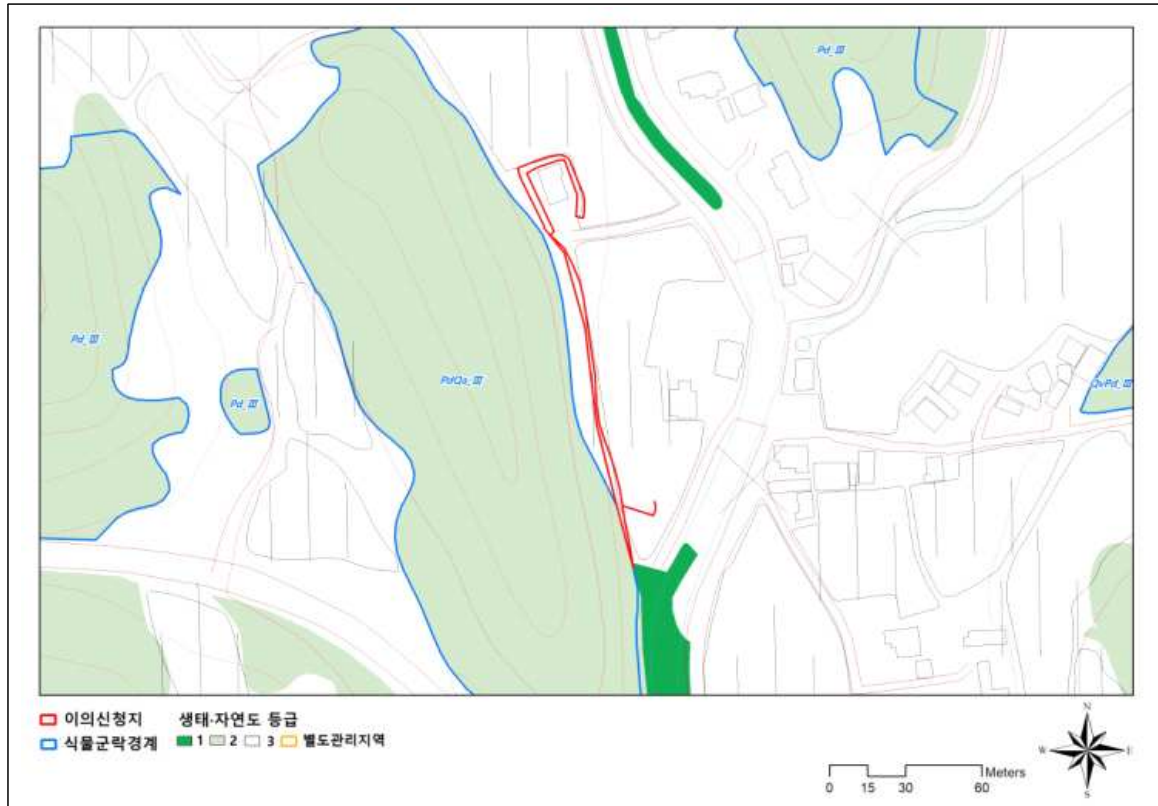 Pd_Ⅲ
Pd_Ⅲ
PdQa_Ⅲ
QvPd_Ⅲ
Pd_Ⅲ
이의신청지 생태·자연도 등급
식물군락경계 1 2 3 별도관리지역
N
W E
S
Meters
0 15 30 60